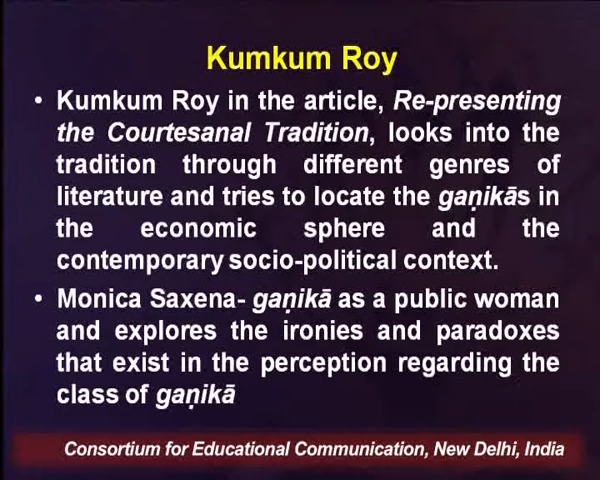 Kumkum Roy
• Kumkum Roy in the article, Re-presenting
the Courtesanal Tradition, looks into the
tradition through different genres of
literature and tries to locate the gaṇikās in
the economic sphere and the
contemporary socio-political context.
• Monica Saxena- gaṇikā as a public woman
and explores the ironies and paradoxes
that exist in the perception regarding the
class of gaṇikā
Consortium for Educational Communication, New Delhi, India